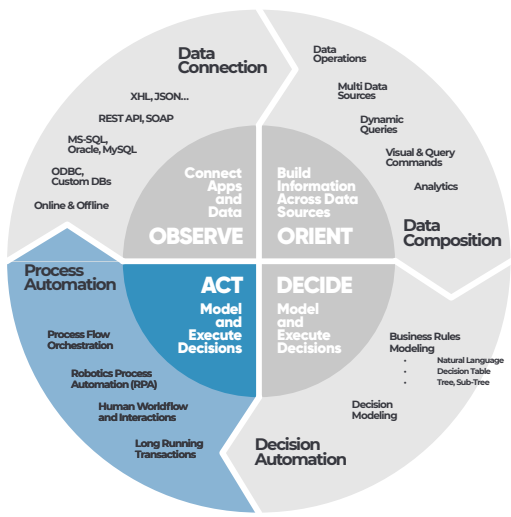 Data
Connection
XHL, JSON...
REST API, SOAP
MS-SQL,
Oracle, MySQL
ODBC,
Custom DBs
Online & Offline
Connect
Apps
and
Data
OBSERVE
Data
Operations
Multi Data
Sources
Dynamic
Queries
Visual & Query
Commands
Analytics
Data
Composition
Build
Information
Across Data
Sources
ORIENT
Process
Automation
Process Flow
Orchestration
Robotics Process
Automation (RPA)
Human Worldflow
and Interactions
Long Running
Transactions
ACT
Model
and
Execute
Decisions
DECIDE
Model
and
Execute
Decisions
Business Rules
Modeling
• Natural Language
• Decision Table
• Tree, Sub-Tree
Decision
Modeling
Decision
Automation